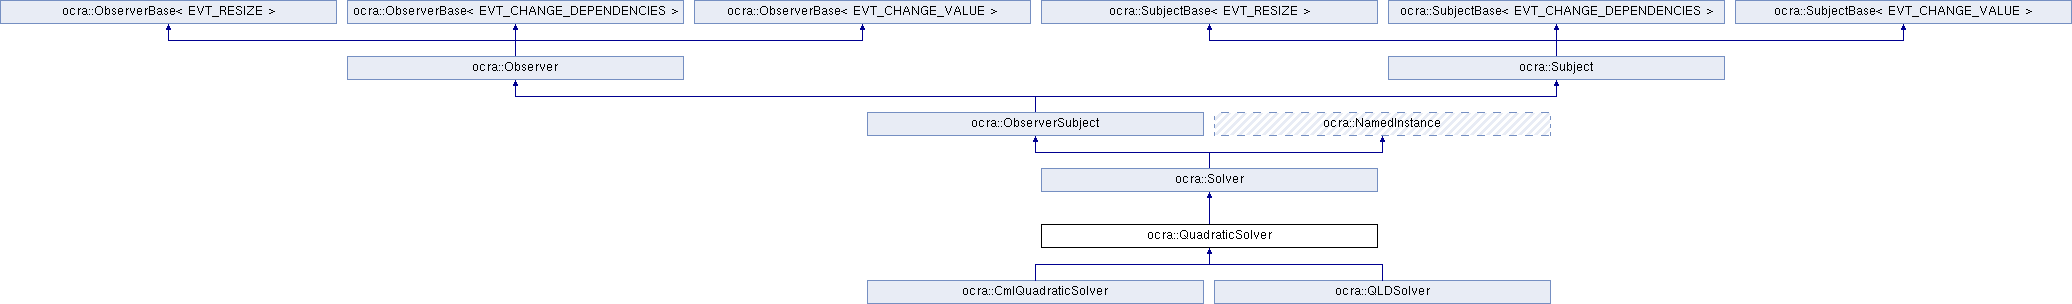 ocra::ObserverBase< EVT_RESIZE >
ocra::ObserverBase< EVT_CHANGE_DEPENDENCIES >
ocra::ObserverBase< EVT_CHANGE_VALUE >
ocra::SubjectBase< EVT_RESIZE >
ocra::SubjectBase< EVT_CHANGE_DEPENDENCIES >
ocra::SubjectBase< EVT_CHANGE_VALUE >
ocra::Observer
ocra::Subject
ocra::ObserverSubject
ocra::NamedInstance
ocra::Solver
ocra::QuadraticSolver
ocra::CmlQuadraticSolver
ocra::QLDSolver